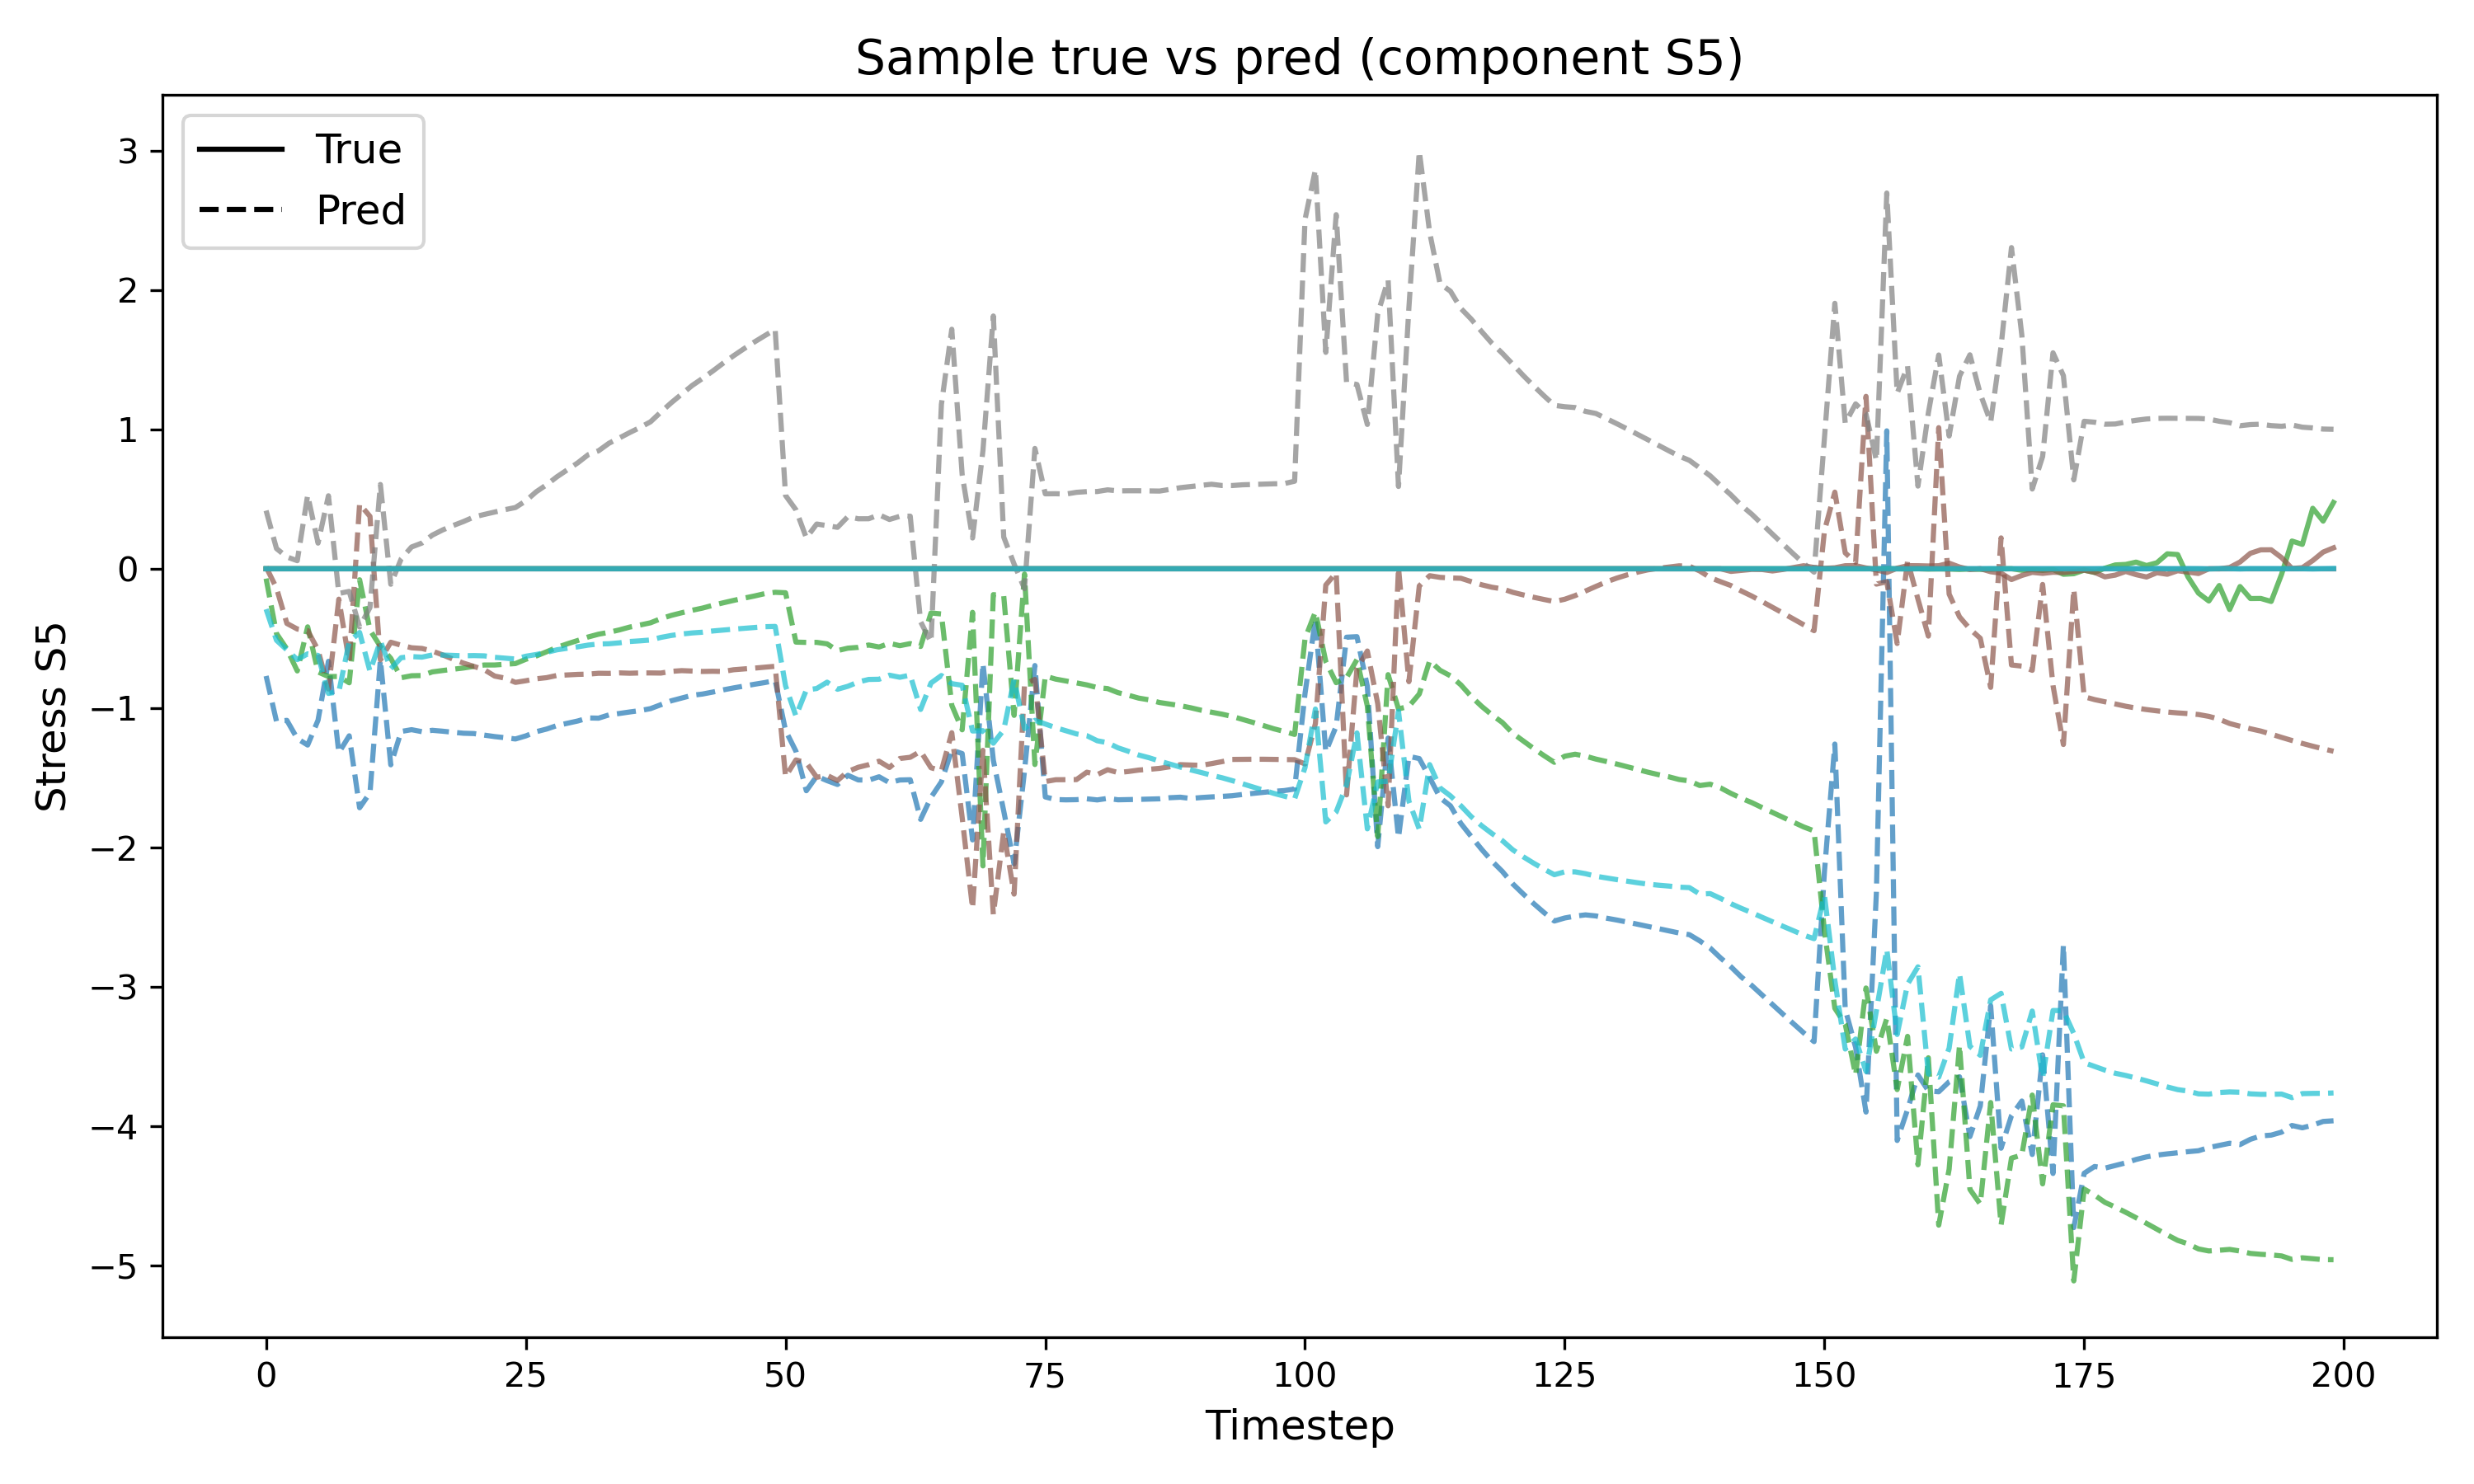 Sample true vs pred (component S5)
True
Pred
3
2
1
0
−1
−2
−3
−4
−5
Stress S5
0 25 50 75 100 125 150 175 200
Timestep